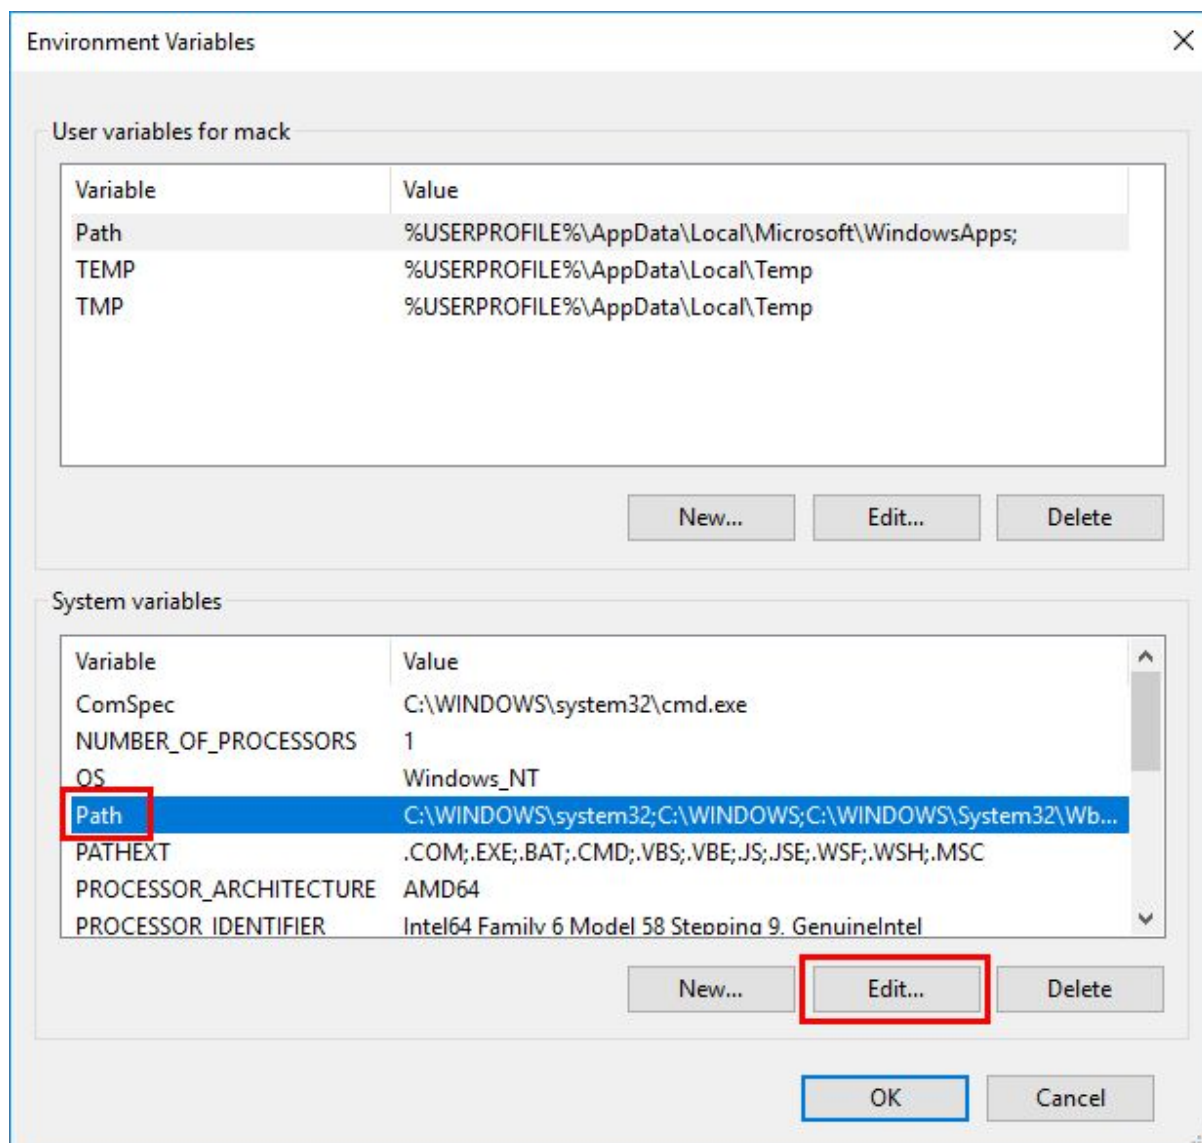 Environment Variables
User variables for mack
Variable Value
Path %USERPROFILE%\AppData\Local\Microsoft\WindowsApps;
TEMP %USERPROFILE%\AppData\Local\Temp
TMP %USERPROFILE%\AppData\Local\Temp
New... Edit... Delete
System variables
Variable Value
ComSpec C:\WINDOWS\system32\cmd.exe
NUMBER_OF_PROCESSORS 1
OS Windows_NT
Path C:\WINDOWS\system32;C:\WINDOWS;C:\WINDOWS\System32\Wb...
PATHEXT .COM;.EXE;.BAT;.CMD;.VBS;.VBE;.JS;.JSE;.WSF;.WSH;.MSC
PROCESSOR_ARCHITECTURE AMD64
PROCESSOR_IDENTIFIER Intel64 Family 6 Model 58 Stepping 9, GenuineIntel
New... Edit... Delete
OK Cancel